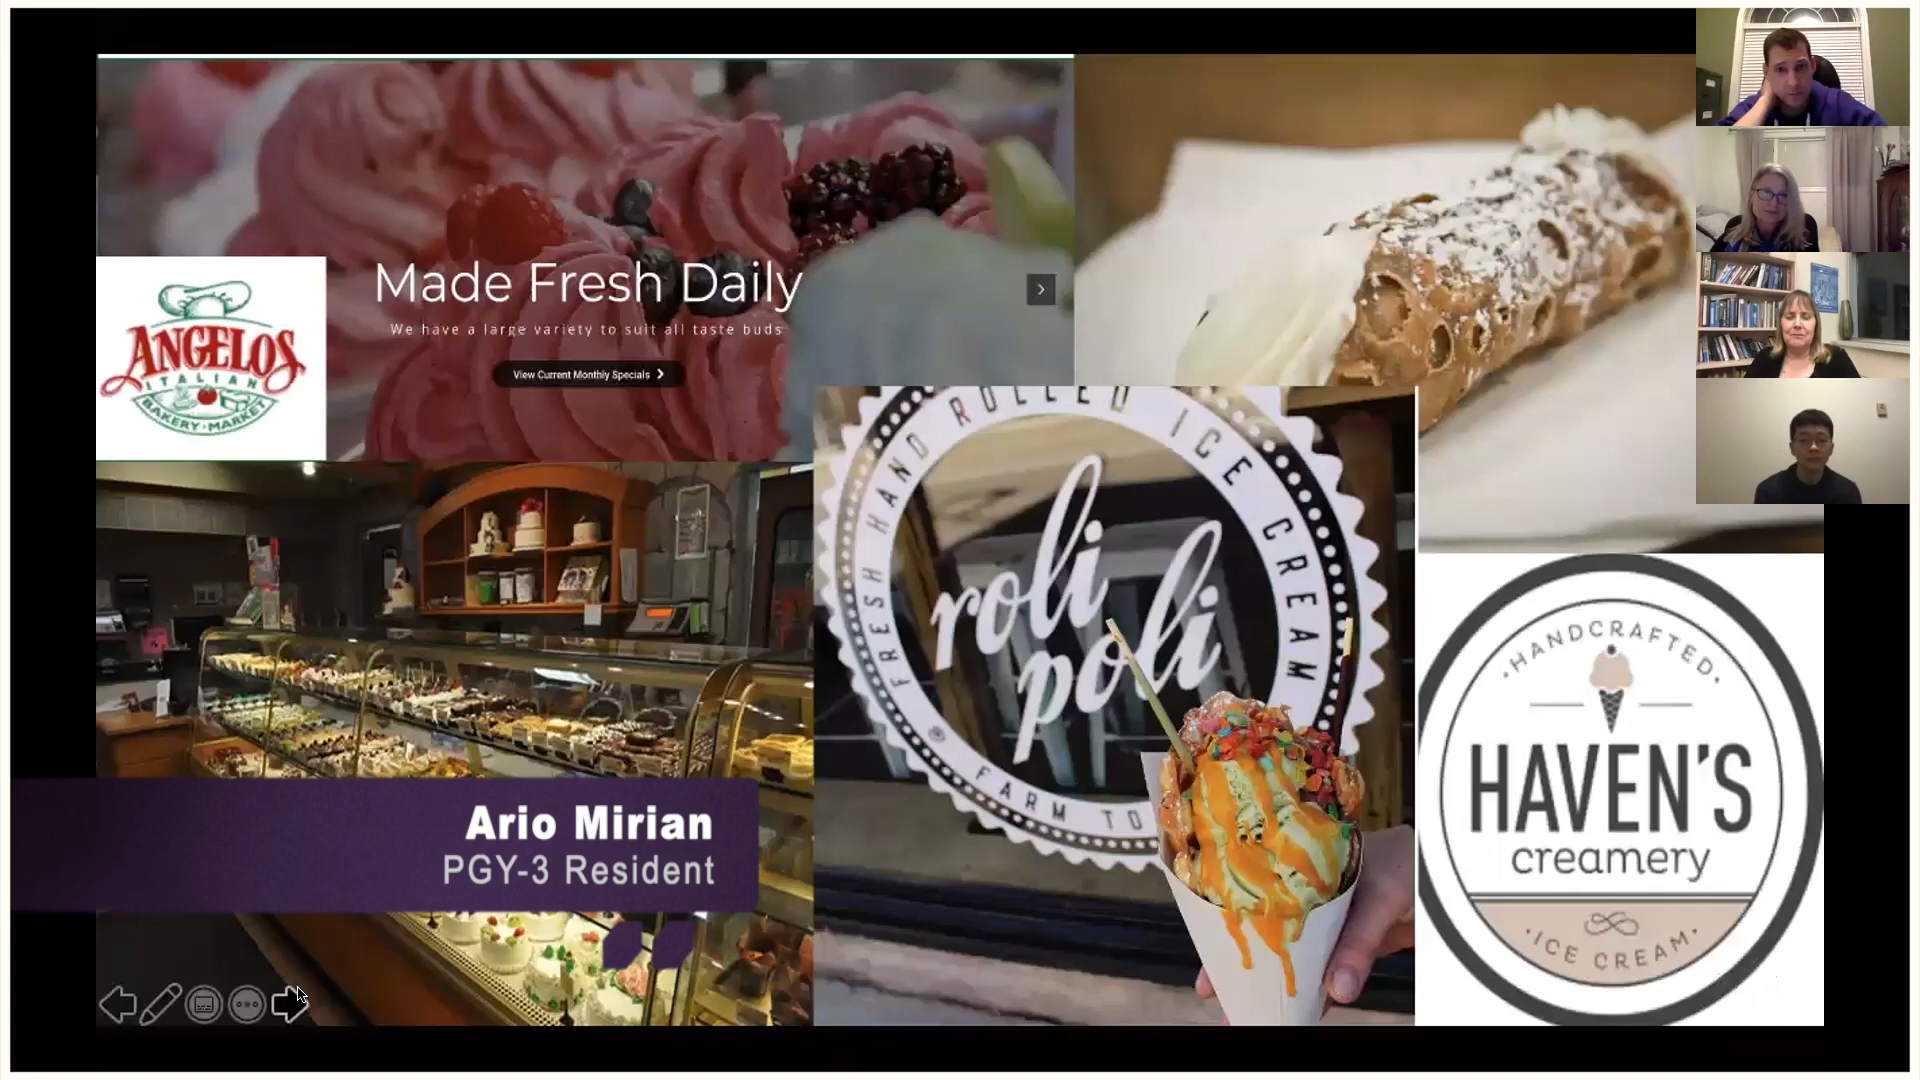 Made Fresh Daily
We have a large variety to suit all taste buds
View Current Monthly Specials
ANGELOS
ITALIAN
BAKERY · MARKET
FRESH HAND ROLLED ICE CREAM
roli
poli
FARM TO
·HANDCRAFTED·
HAVEN'S
creamery
·ICE CREAM·
Ario Mirian
PGY-3 Resident